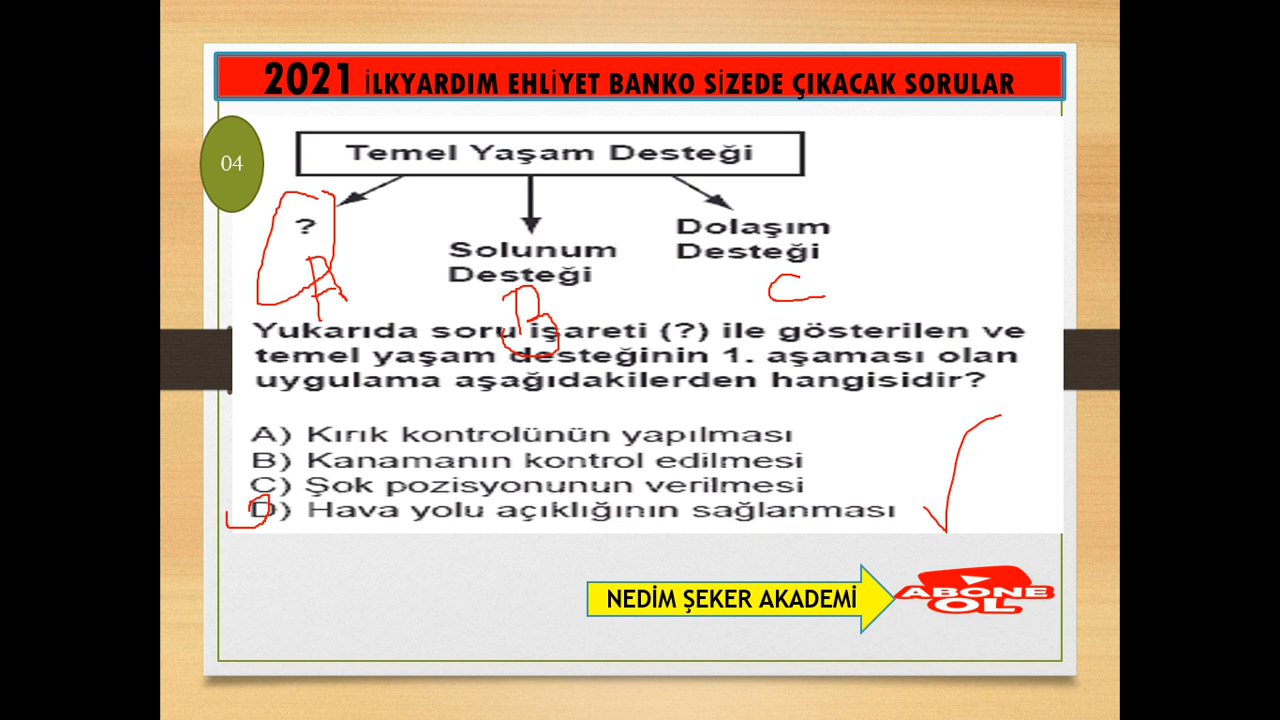 2021 İLKYARDIM EHLİYET BANKO SİZEDE ÇIKACAK SORULAR
04
Temel Yaşam Desteği
?
Solunum
Desteği
Dolaşım
Desteği
A
B
C
Yukarıda soru işareti (?) ile gösterilen ve
temel yaşam desteğinin 1. aşaması olan
uygulama aşağıdakilerden hangisidir?
A) Kırık kontrolünün yapılması
B) Kanamanın kontrol edilmesi
C) Şok pozisyonunun verilmesi
D) Hava yolu açıklığının sağlanması
NEDİM ŞEKER AKADEMİ
ABONE
OL